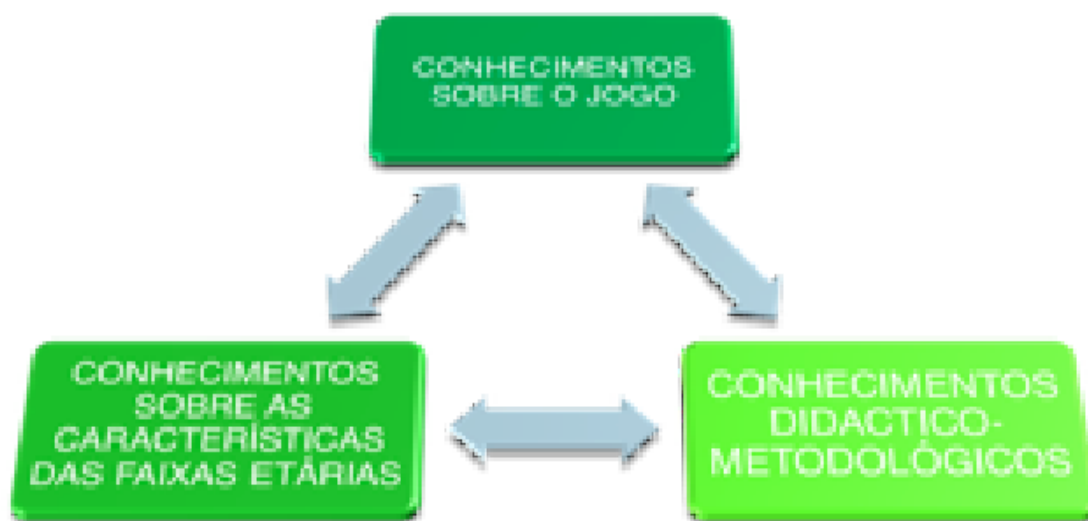 CONHECIMENTOS
SOBRE O JOGO
CONHECIMENTOS
SOBRE AS
CARACTERÍSTICAS
DAS FAIXAS ETÁRIAS
CONHECIMENTOS
DIDACTICO-
METODOLÓGICOS